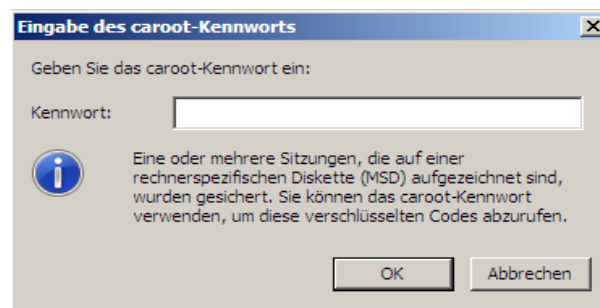 Eingabe des caroot-Kennworts
Geben Sie das caroot-Kennwort ein:
Kennwort:
Eine oder mehrere Sitzungen, die auf einer
rechnerspezifischen Diskette (MSD) aufgezeichnet sind,
wurden gesichert. Sie können das caroot-Kennwort
verwenden, um diese verschlüsselten Codes abzurufen.
OK
Abbrechen